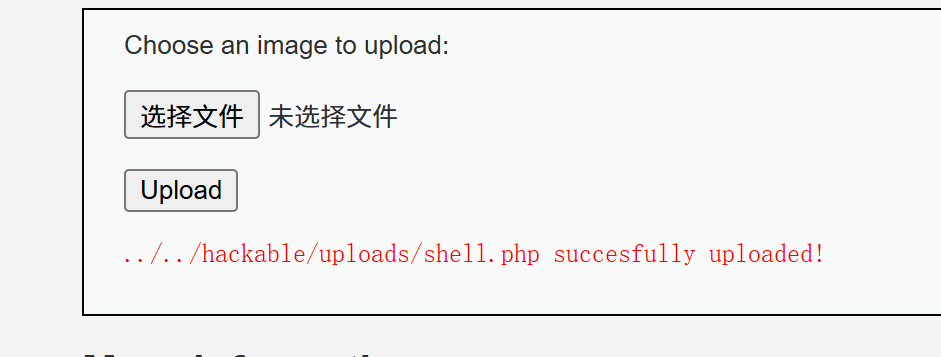 Choose an image to upload:
选择文件 未选择文件
Upload
../../hackable/uploads/shell.php succesfully uploaded!